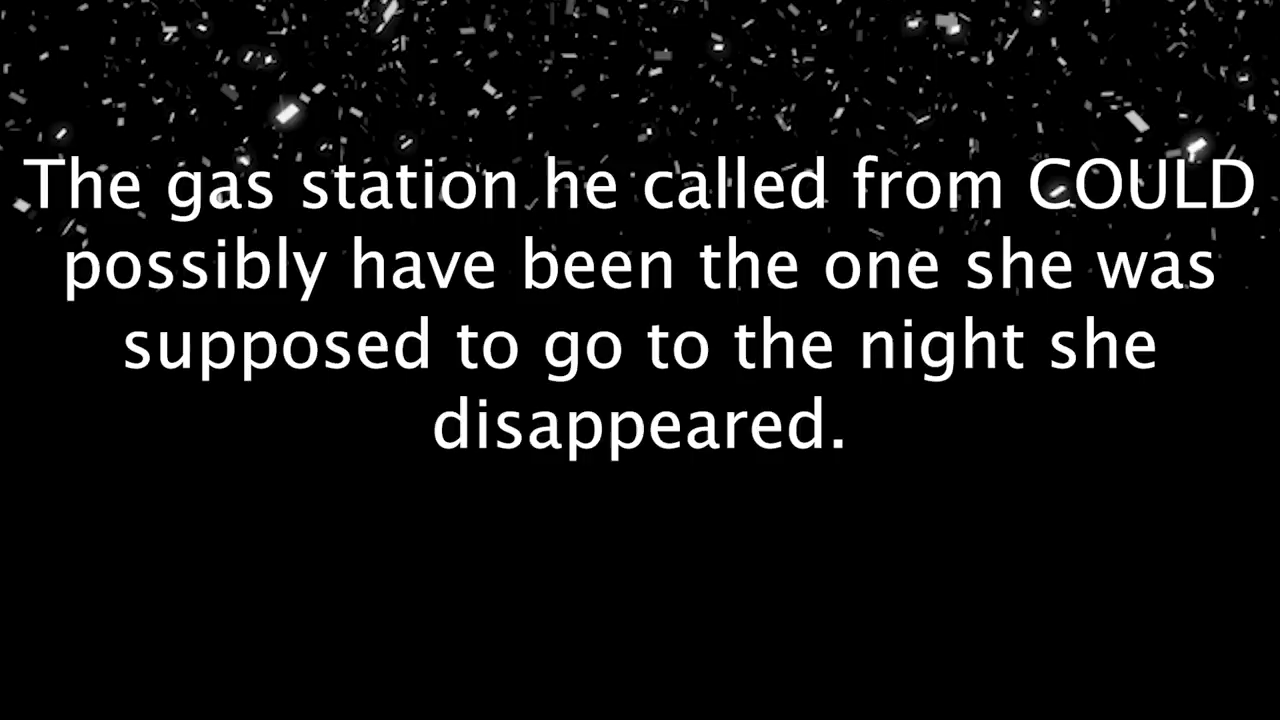 The gas station he called from COULD
possibly have been the one she was
supposed to go to the night she
disappeared.